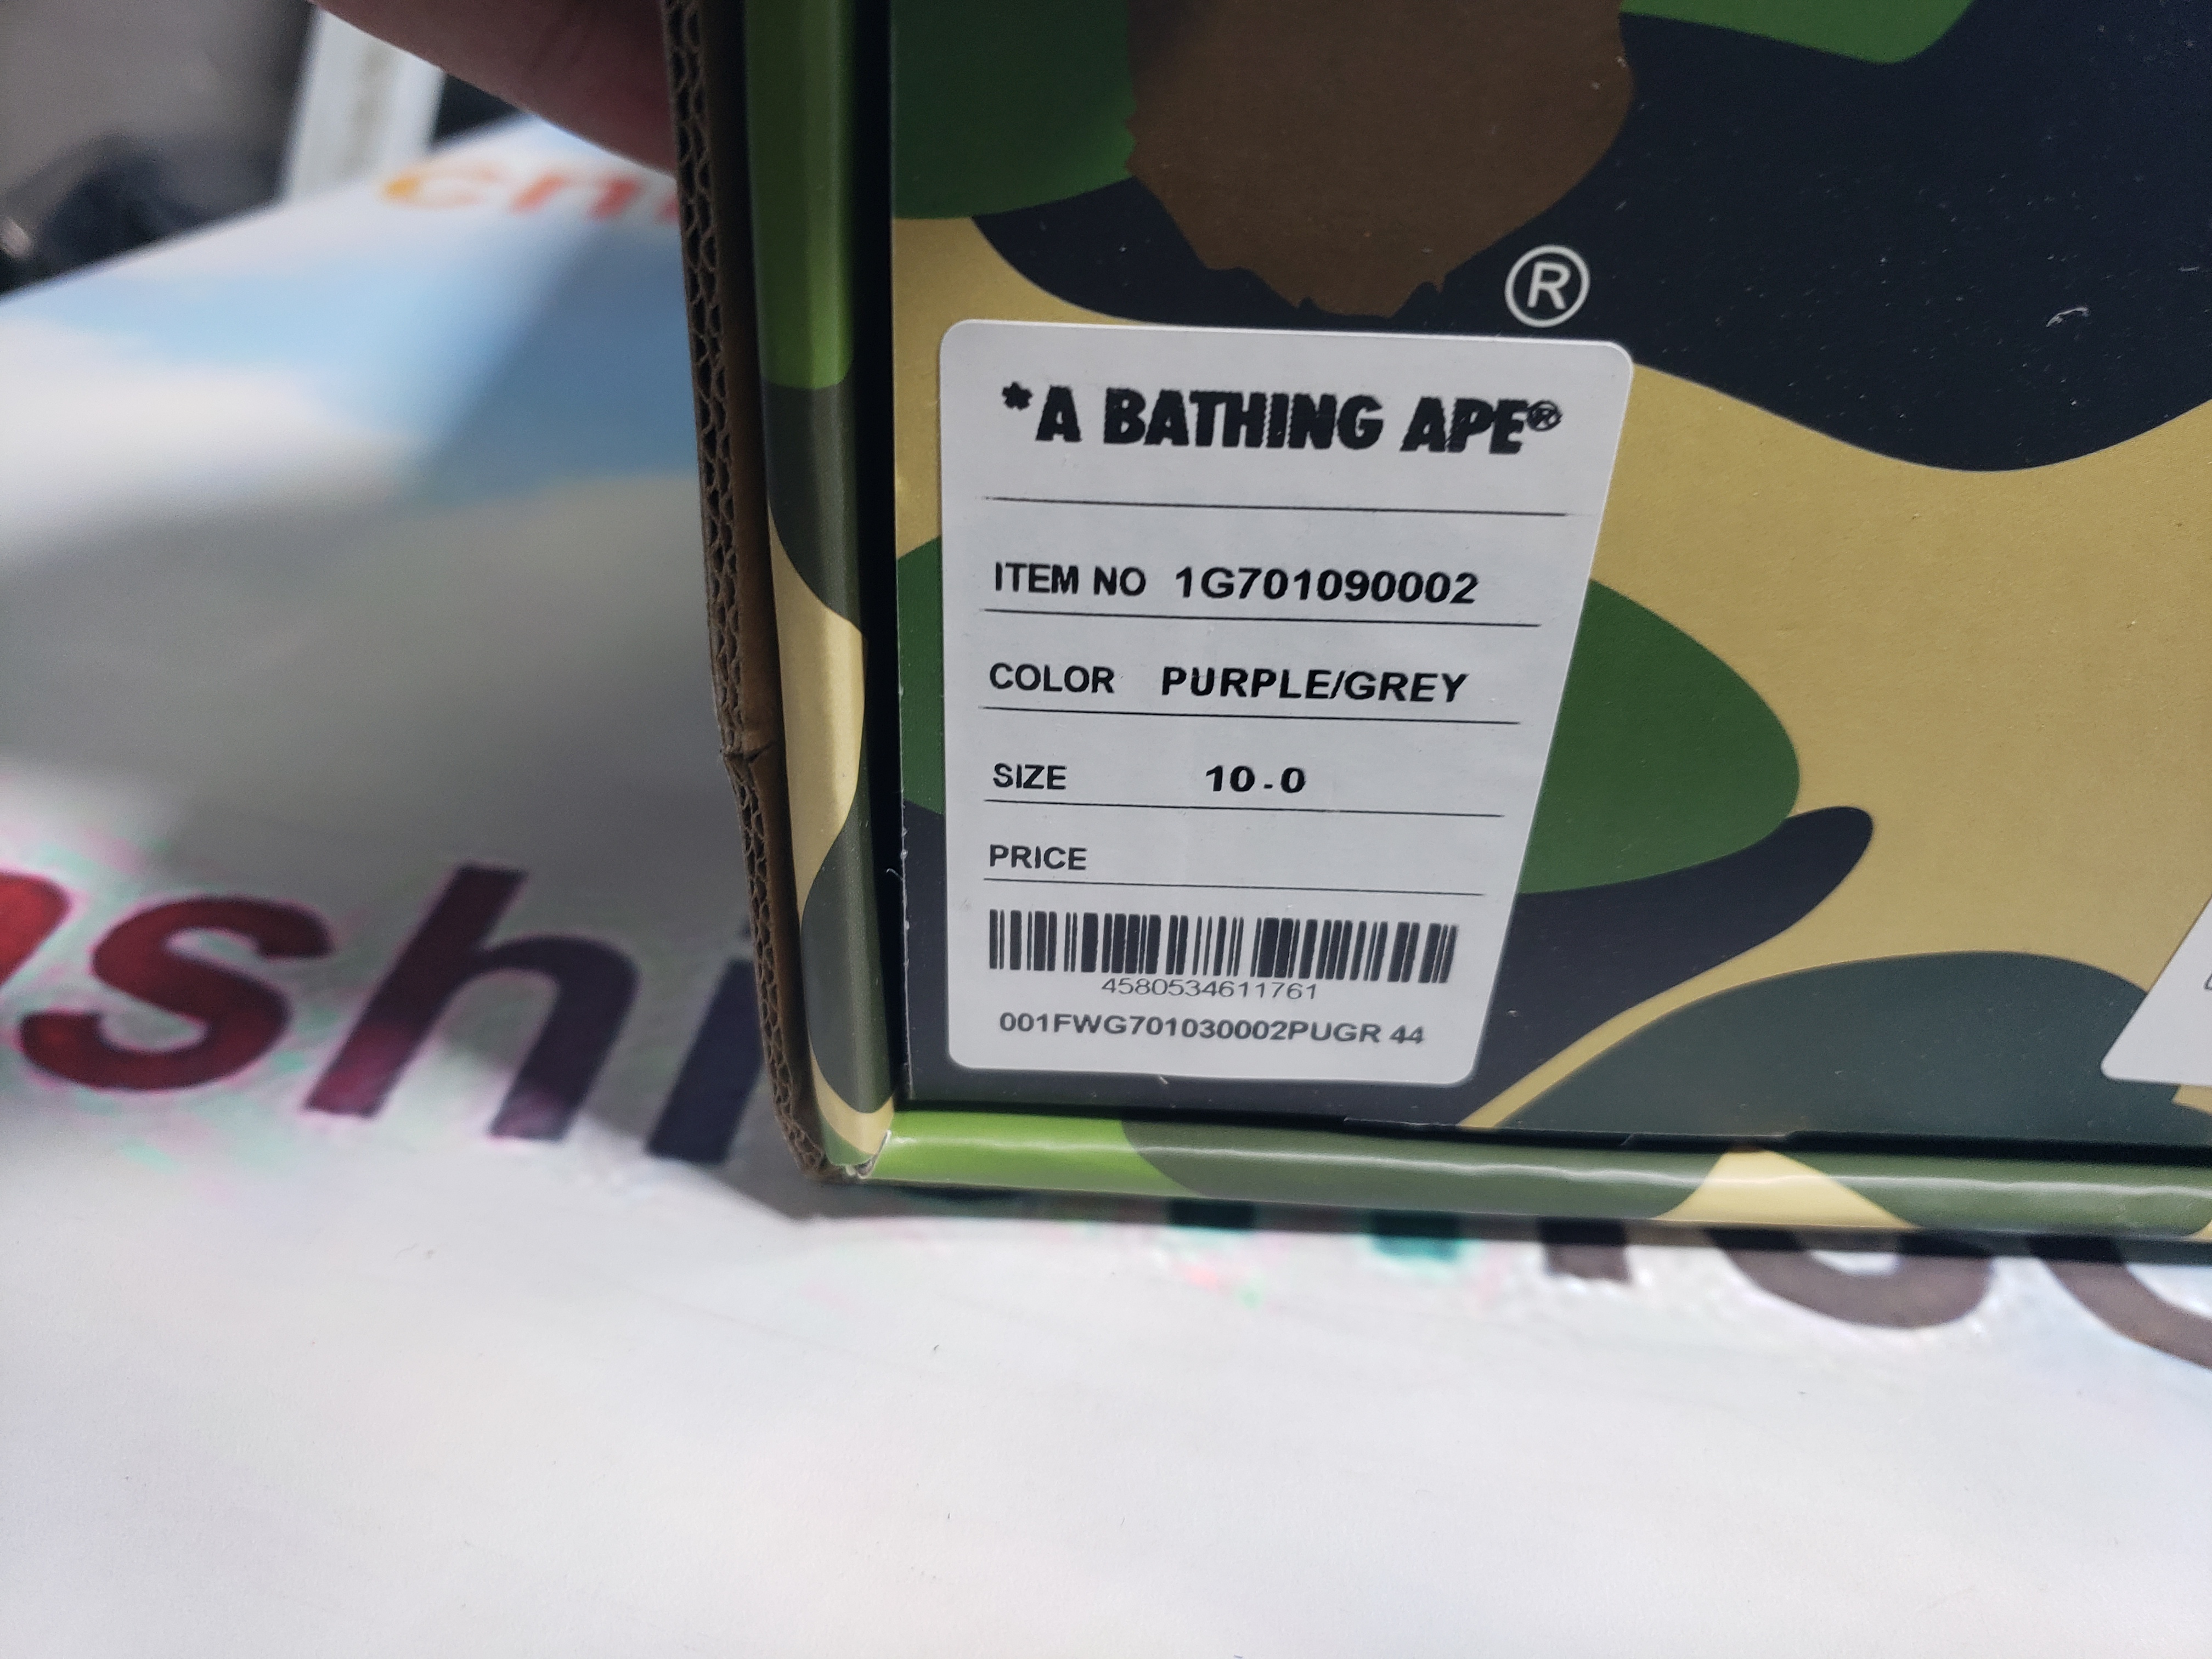 ®
*A BATHING APE®
ITEM NO 1G701090002
COLOR PURPLE/GREY
SIZE 10.0
PRICE
4580534611761
001FWG701030002PUGR 44